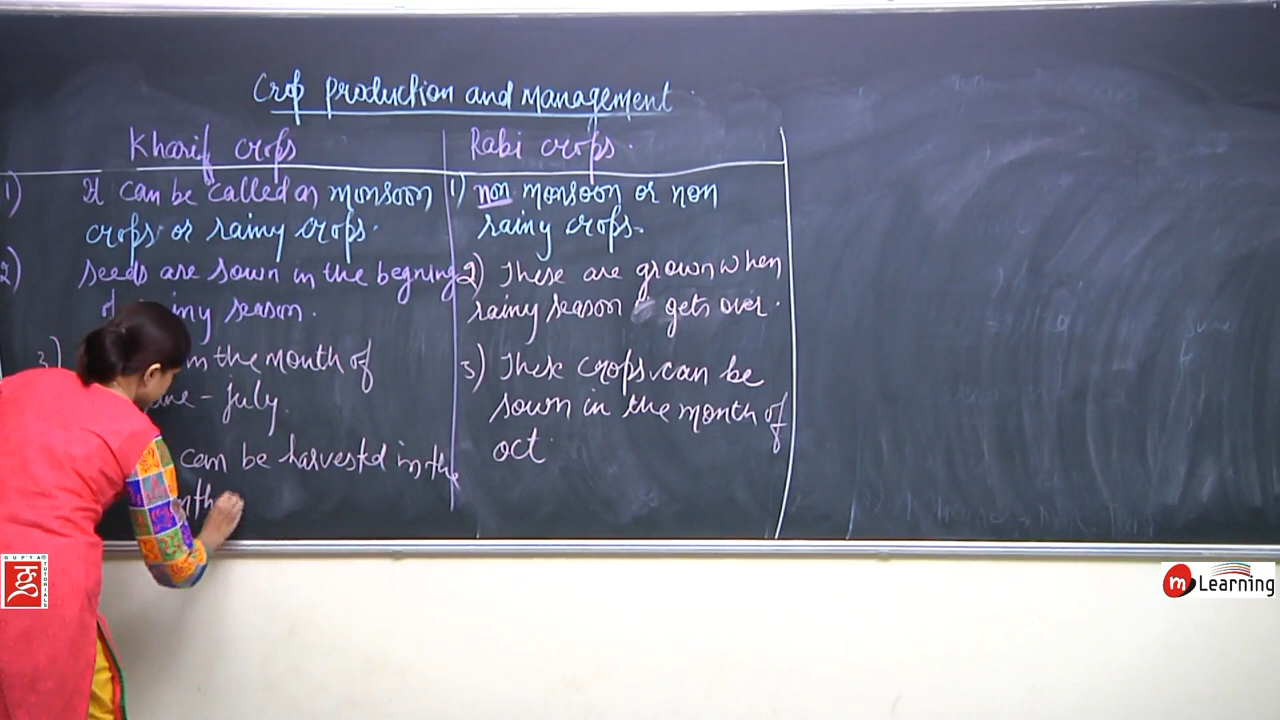 Crop production and management
Kharif crops
Rabi crops.
1) It can be called as monsoon
crops or rainy crops.
1) non monsoon or non
rainy crops.
2) seeds are sown in the begning
season.
2) These are grown when
rainy season gets over.
3) in the month of
- July.
3) These crops can be
sown in the month of
oct
can be harvested in the
GUPTA TUTORIALS
m Learning